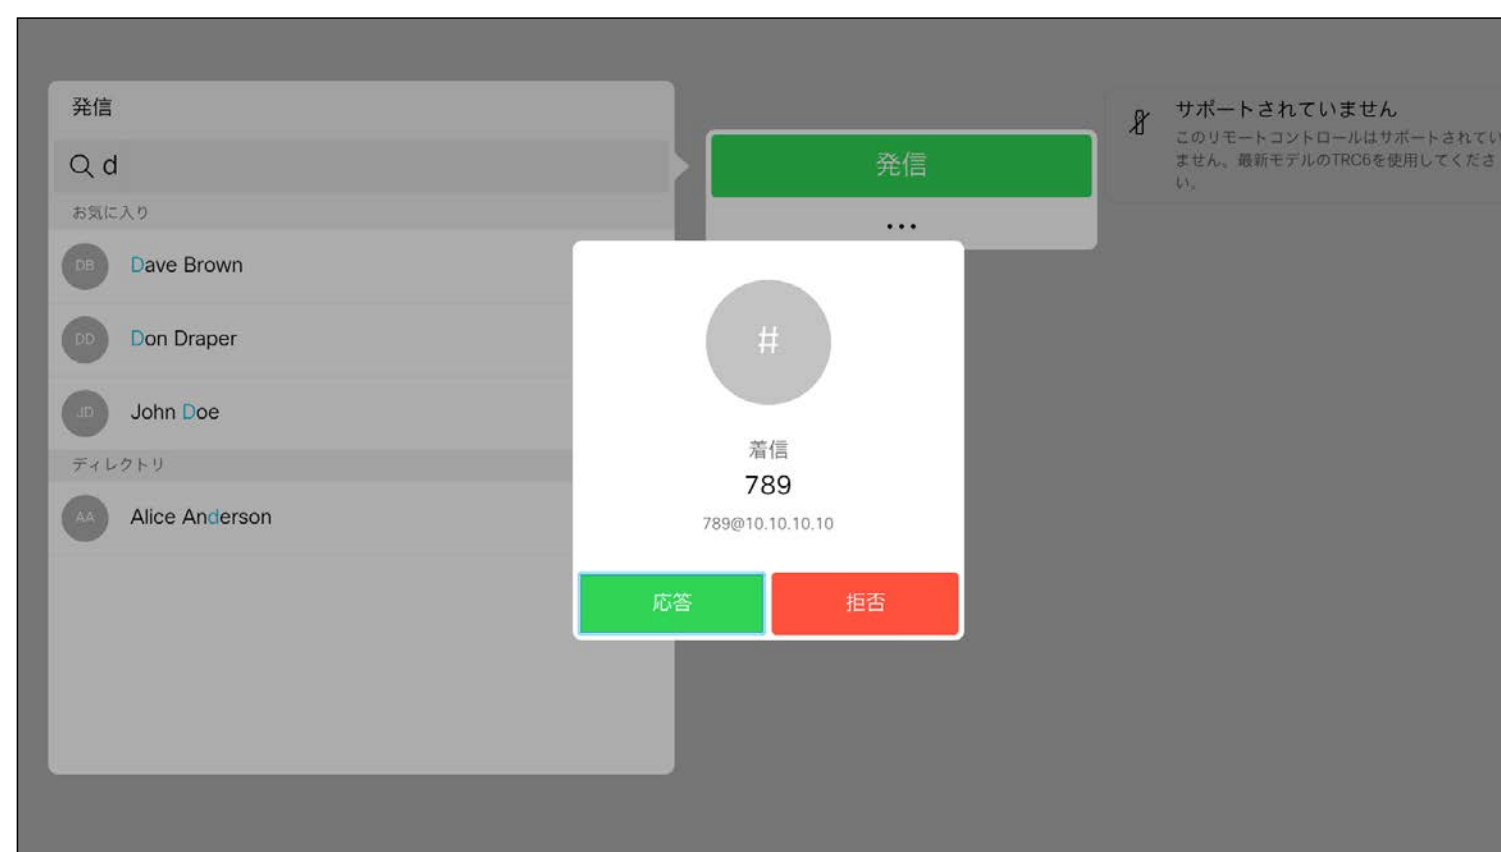 発信
d
お気に入り
DB
Dave Brown
DD
Don Draper
JD
John Doe
ディレクトリ
AA
Alice Anderson
発信
...
サポートされていません
このリモートコントロールはサポートされてい
ません。最新モデルのTRC6を使用してくださ
い。
#
着信
789
789@10.10.10.10
応答
拒否